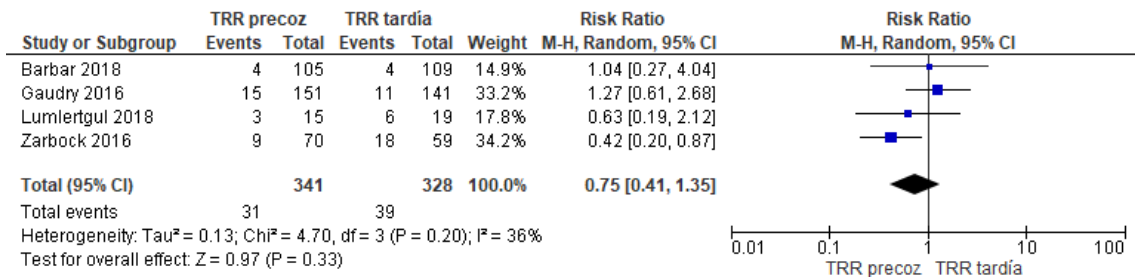 TRR precoz TRR tardía Risk Ratio Risk Ratio
Study or Subgroup Events Total Events Total Weight M-H, Random, 95% CI M-H, Random, 95% CI
Barbar 2018 4 105 4 109 14.9% 1.04 [0.27, 4.04]
Gaudry 2016 15 151 11 141 33.2% 1.27 [0.61, 2.68]
Lumlertgul 2018 3 15 6 19 17.8% 0.63 [0.19, 2.12]
Zarbock 2016 9 70 18 59 34.2% 0.42 [0.20, 0.87]
Total (95% CI) 341 328 100.0% 0.75 [0.41, 1.35]
Total events 31 39
Heterogeneity: Tau² = 0.13; Chi² = 4.70, df = 3 (P = 0.20); I² = 36%
Test for overall effect: Z = 0.97 (P = 0.33)
0.01 0.1 1 10 100
TRR precoz TRR tardía